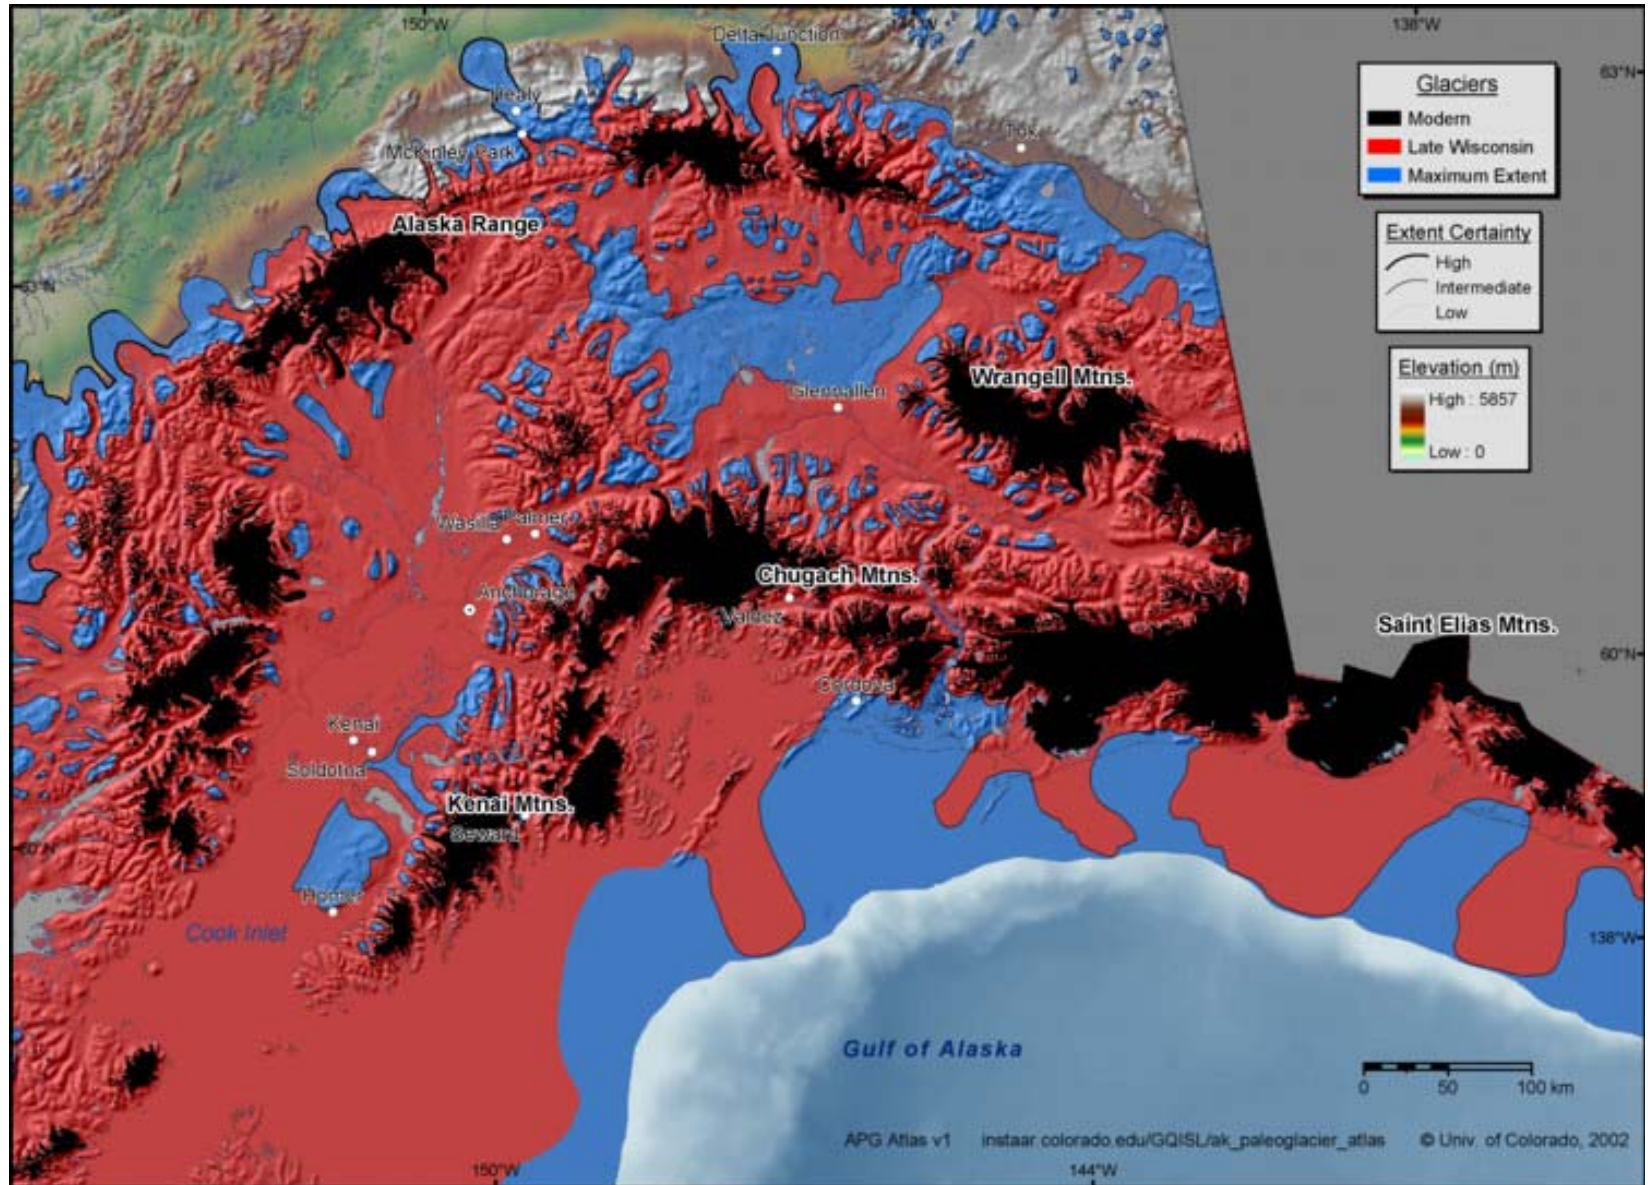 150°W
138°W
Delta Junction
63°N
Glaciers
Modern
Late Wisconsin
Maximum Extent
Healy
Tok
McKinley Park
Alaska Range
Extent Certainty
High
Intermediate
Low
63°N
Elevation (m)
High : 5857
Low : 0
Wrangell Mtns.
Glennallen
Wasilla
Palmer
Chugach Mtns.
Anchorage
Valdez
Saint Elias Mtns.
60°N
Cordova
Kenai
Soldotna
Kenai Mtns.
Seward
Homer
Cook Inlet
138°W
Gulf of Alaska
0 50 100 km
APG Atlas v1 instaar.colorado.edu/GQISL/ak_paleoglacier_atlas © Univ. of Colorado, 2002
150°W
144°W